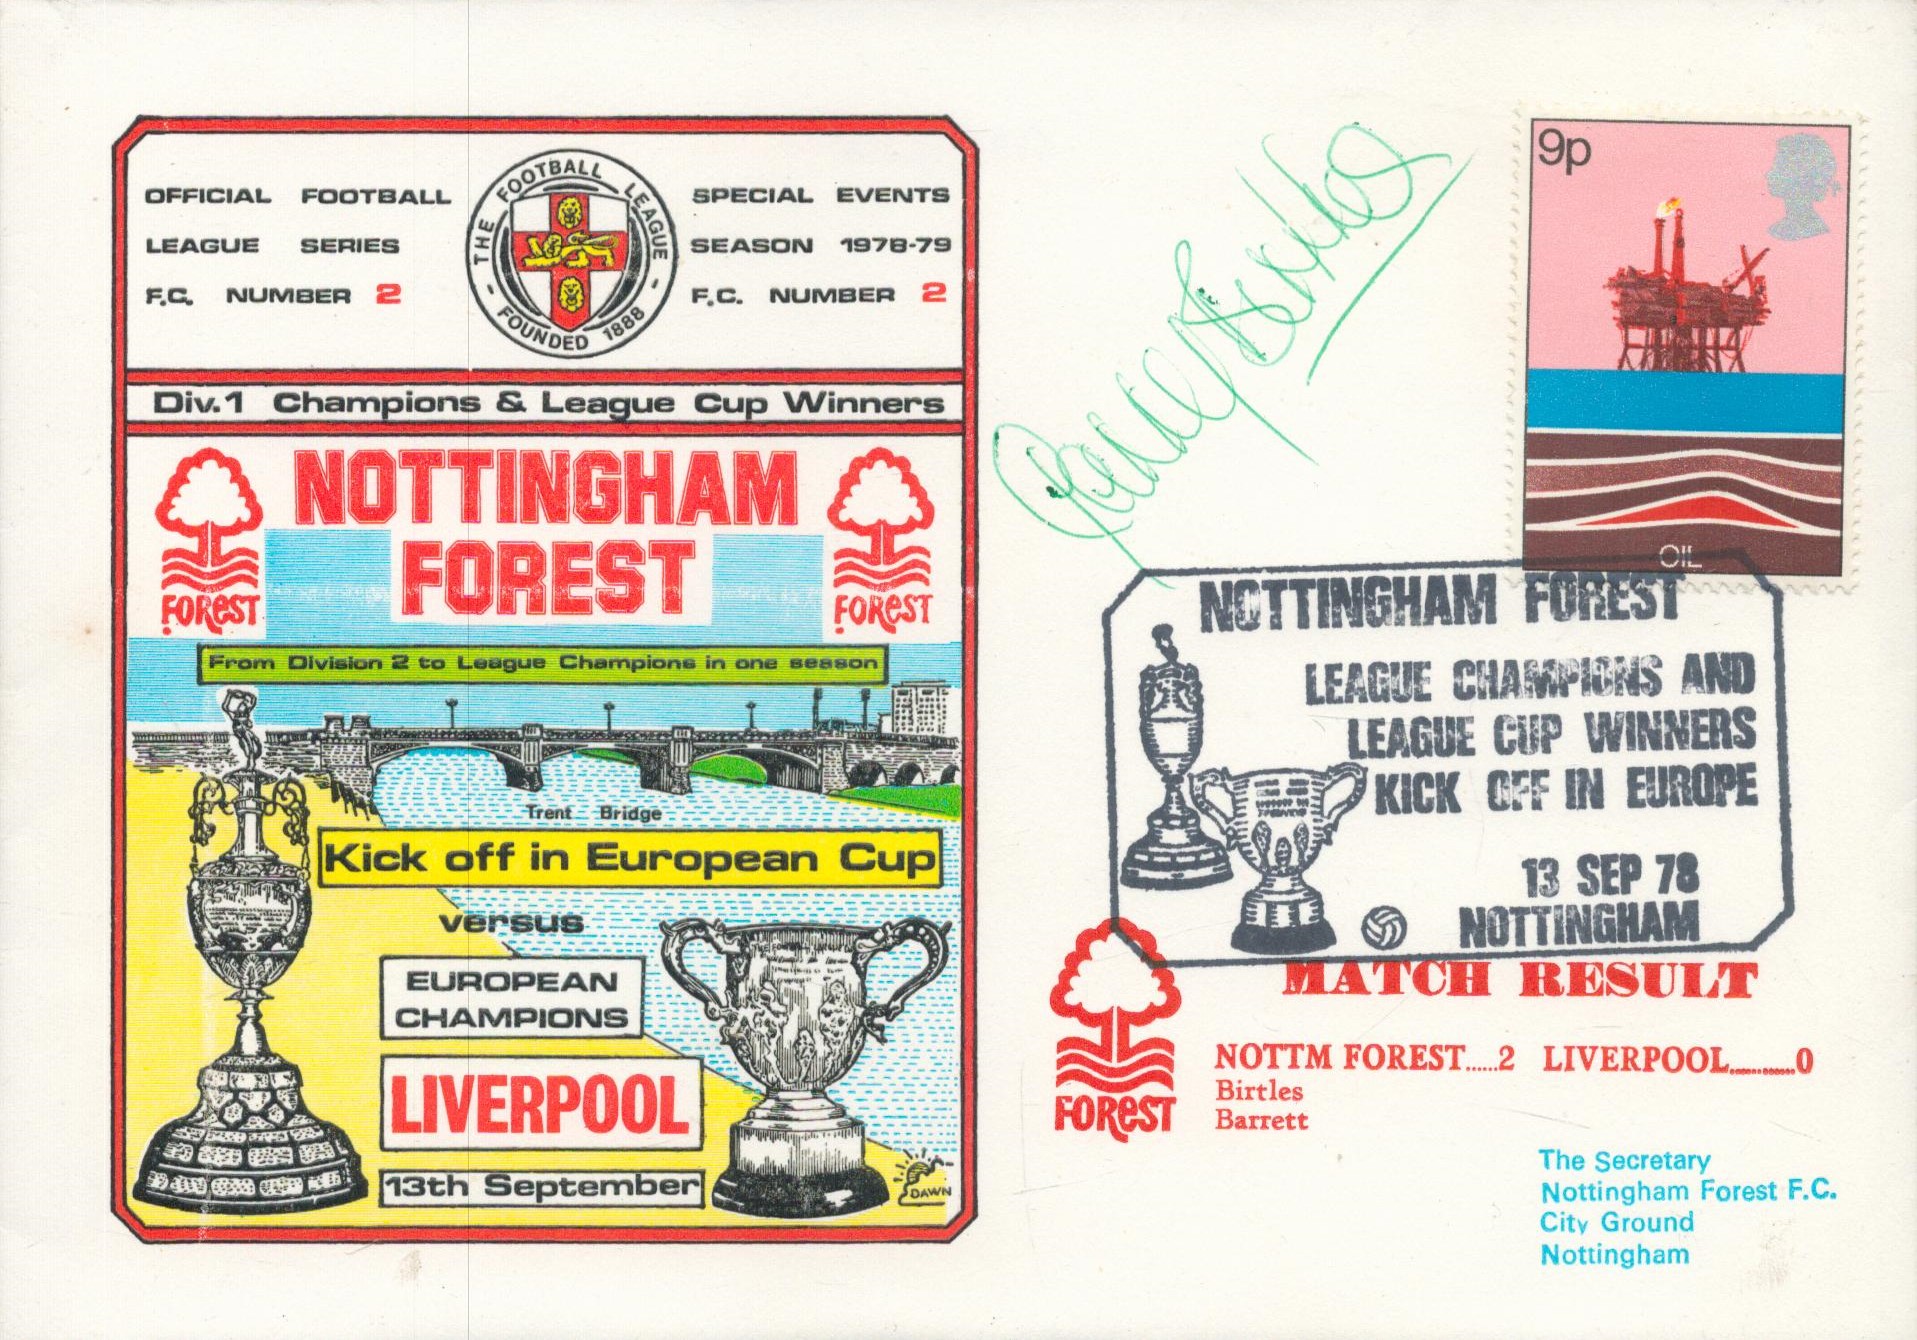 OFFICIAL FOOTBALL
LEAGUE SERIES
F.C. NUMBER 2
THE FOOTBALL LEAGUE
- FOUNDED 1888 -
SPECIAL EVENTS
SEASON 1978-79
F.C. NUMBER 2
Div.1 Champions & League Cup Winners
NOTTINGHAM
FOREST
FOREST
FOREST
From Division 2 to League Champions in one season
Trent Bridge
Kick off in European Cup
versus
EUROPEAN
CHAMPIONS
LIVERPOOL
13th September
DAWN
9p
OIL
NOTTINGHAM FOREST
LEAGUE CHAMPIONS AND
LEAGUE CUP WINNERS
KICK OFF IN EUROPE
13 SEP 78
NOTTINGHAM
MATCH RESULT
NOTTM FOREST......2 LIVERPOOL............0
Birtles
Barrett
FOREST
The Secretary
Nottingham Forest F.C.
City Ground
Nottingham